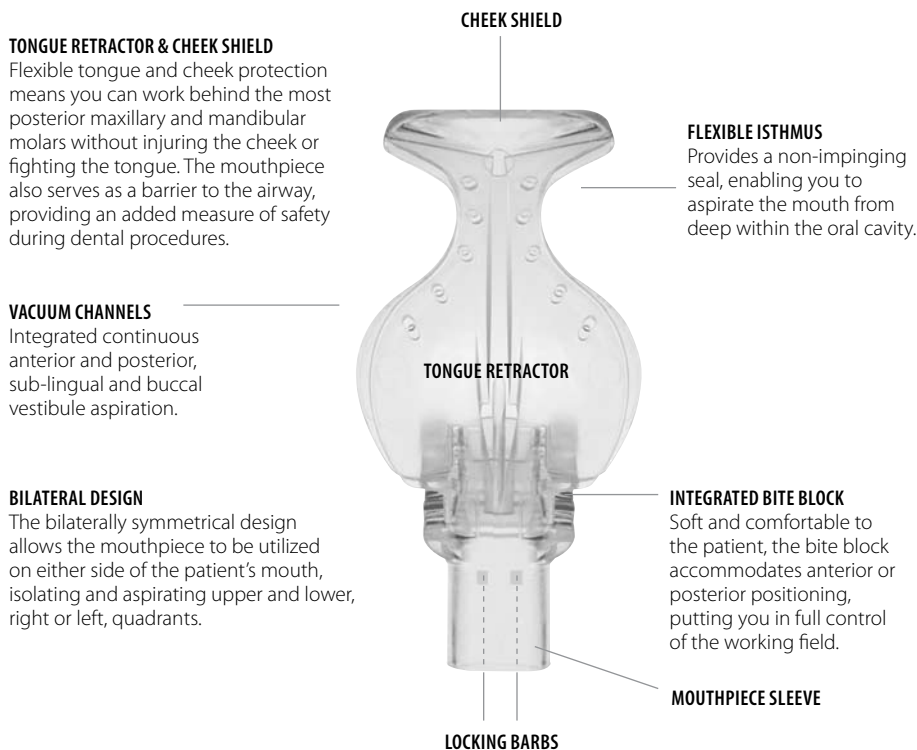 CHEEK SHIELD
TONGUE RETRACTOR & CHEEK SHIELD
Flexible tongue and cheek protection
means you can work behind the most
posterior maxillary and mandibular
molars without injuring the cheek or
fighting the tongue. The mouthpiece
also serves as a barrier to the airway,
providing an added measure of safety
during dental procedures.
FLEXIBLE ISTHMUS
Provides a non-impinging
seal, enabling you to
aspirate the mouth from
deep within the oral cavity.
VACUUM CHANNELS
Integrated continuous
anterior and posterior,
sub-lingual and buccal
vestibule aspiration.
TONGUE RETRACTOR
BILATERAL DESIGN
The bilaterally symmetrical design
allows the mouthpiece to be utilized
on either side of the patient's mouth,
isolating and aspirating upper and lower,
right or left, quadrants.
INTEGRATED BITE BLOCK
Soft and comfortable to
the patient, the bite block
accommodates anterior or
posterior positioning,
putting you in full control
of the working field.
MOUTHPIECE SLEEVE
LOCKING BARBS